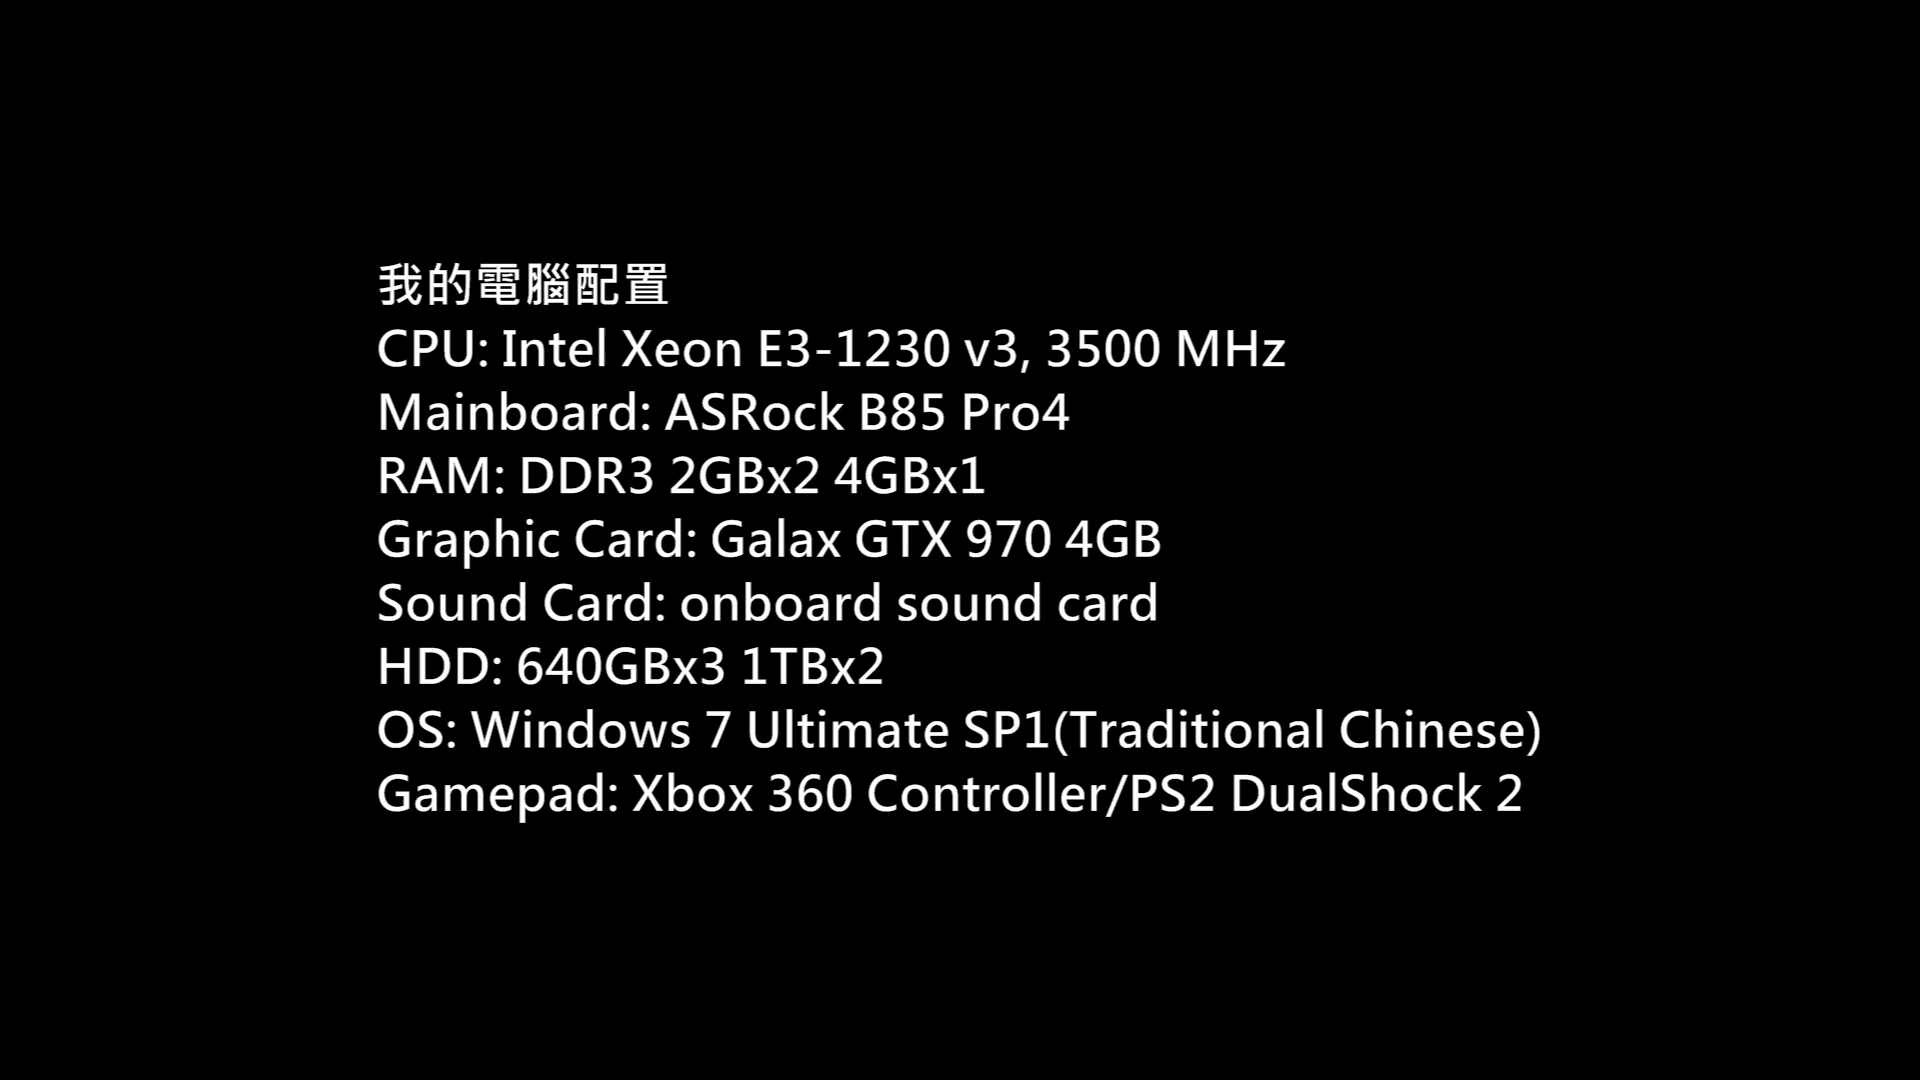 我的電腦配置
CPU: Intel Xeon E3-1230 v3, 3500 MHz
Mainboard: ASRock B85 Pro4
RAM: DDR3 2GBx2 4GBx1
Graphic Card: Galax GTX 970 4GB
Sound Card: onboard sound card
HDD: 640GBx3 1TBx2
OS: Windows 7 Ultimate SP1(Traditional Chinese)
Gamepad: Xbox 360 Controller/PS2 DualShock 2